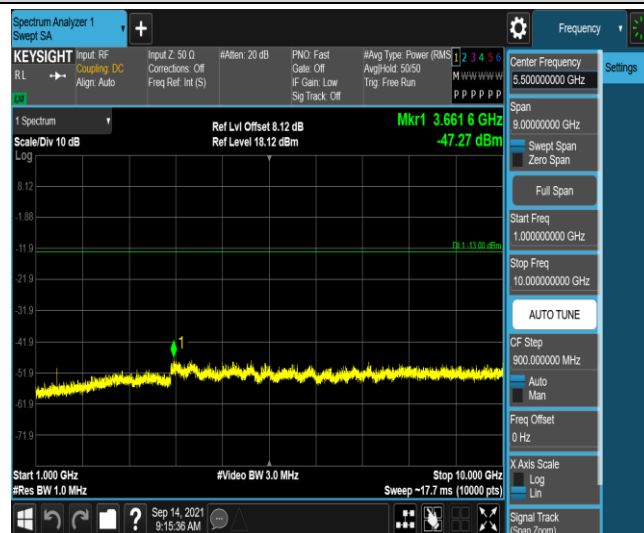 Spectrum Analyzer 1
Swept SA
+
Frequency
KEYSIGHT
RL
Input: RF
Coupling: DC
Align: Auto
Input Z: 50 Ω
Corrections: Off
Freq Ref: Int (S)
#Atten: 20 dB
PNO: Fast
Gate: Off
IF Gain: Low
Sig Track: Off
#Avg Type: Power (RMS
Avg|Hold: 50/50
Trig: Free Run
1 2 3 4 5 6
M W W W W W
P P P P P P
1 Spectrum
Scale/Div 10 dB
Log
Ref Lvl Offset 8.12 dB
Ref Level 18.12 dBm
Mkr1 3.661 6 GHz
-47.27 dBm
8.12
-1.88
-11.9
DL1 -13.00 dBm
-21.9
-31.9
-41.9
1
-51.9
-61.9
-71.9
Start 1.000 GHz
#Res BW 1.0 MHz
#Video BW 3.0 MHz
Stop 10.000 GHz
Sweep ~17.7 ms (10000 pts)
Center Frequency
5.500000000 GHz
Settings
Span
9.00000000 GHz
Swept Span
Zero Span
Full Span
Start Freq
1.000000000 GHz
Stop Freq
10.000000000 GHz
AUTO TUNE
CF Step
900.000000 MHz
Auto
Man
Freq Offset
0 Hz
X Axis Scale
Log
Lin
Signal Track
(Span Zoom)
?
Sep 14, 2021
9:15:36 AM